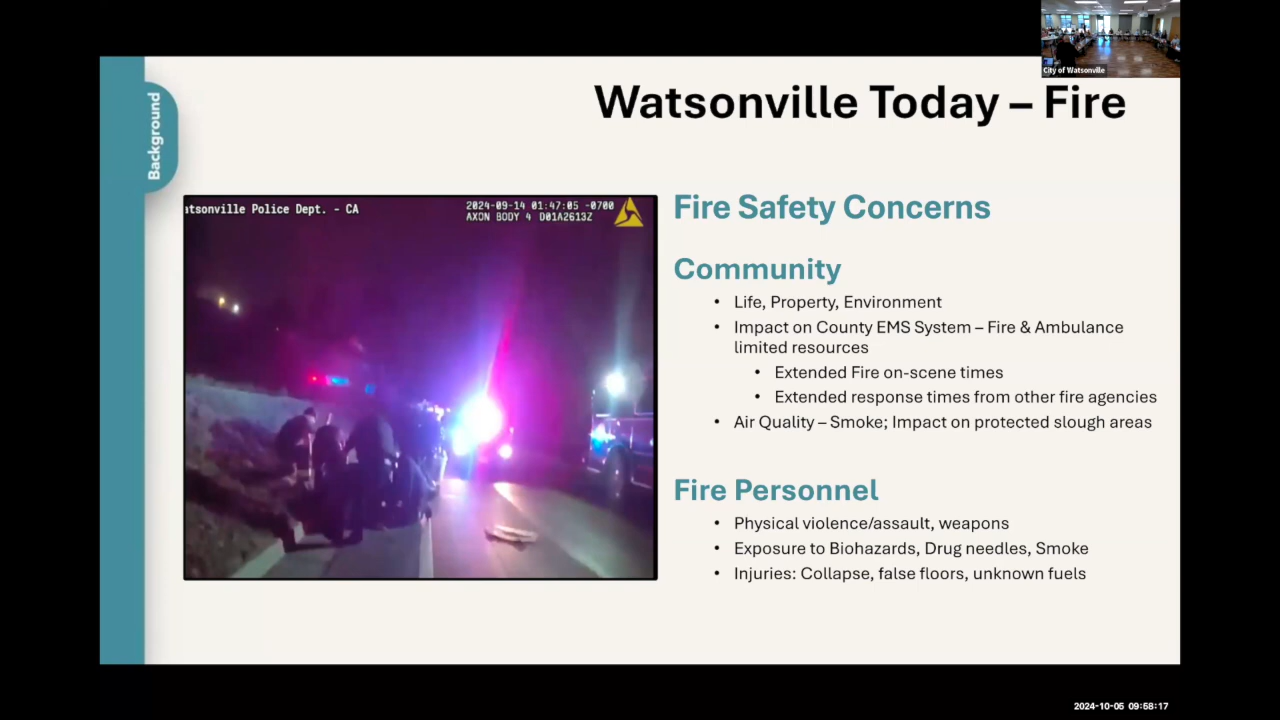 City of Watsonville
Background
Watsonville Today – Fire
atsonville Police Dept. - CA
2024-09-14 01:47:05 -0700
AXON BODY 4 D01A2613Z
Fire Safety Concerns
Community
• Life, Property, Environment
• Impact on County EMS System – Fire & Ambulance
limited resources
• Extended Fire on-scene times
• Extended response times from other fire agencies
• Air Quality – Smoke; Impact on protected slough areas
Fire Personnel
• Physical violence/assault, weapons
• Exposure to Biohazards, Drug needles, Smoke
• Injuries: Collapse, false floors, unknown fuels
2024-10-05 09:58:17